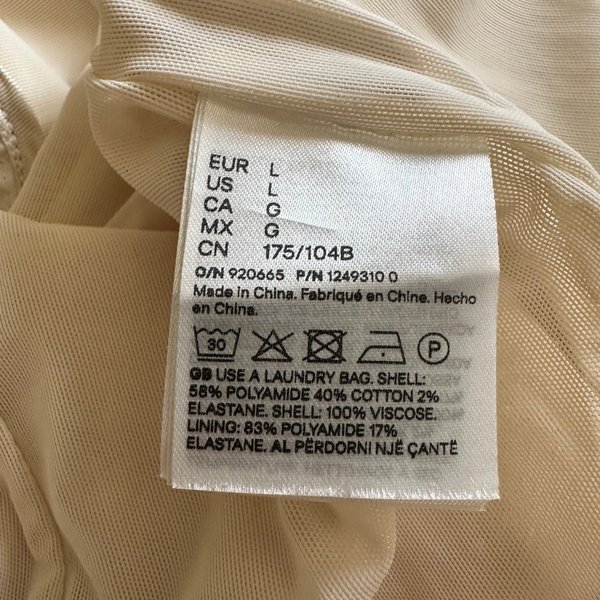 EUR L
US L
CA G
MX G
CN 175/104B
O/N 920665 P/N 1249310 0
Made in China. Fabriqué en Chine. Hecho
en China.
30
P
GB USE A LAUNDRY BAG. SHELL:
58% POLYAMIDE 40% COTTON 2%
ELASTANE. SHELL: 100% VISCOSE.
LINING: 83% POLYAMIDE 17%
ELASTANE. AL PËRDORNI NJË ÇANTË